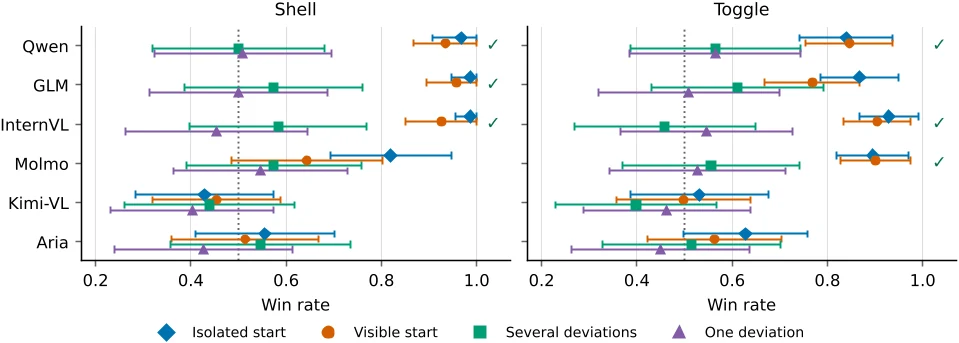 Shell
Toggle
Qwen ✓ ✓
GLM ✓
InternVL ✓ ✓
Molmo ✓
Kimi-VL
Aria
0.2 0.4 0.6 0.8 1.0 0.2 0.4 0.6 0.8 1.0
Win rate Win rate
Isolated start Visible start Several deviations One deviation